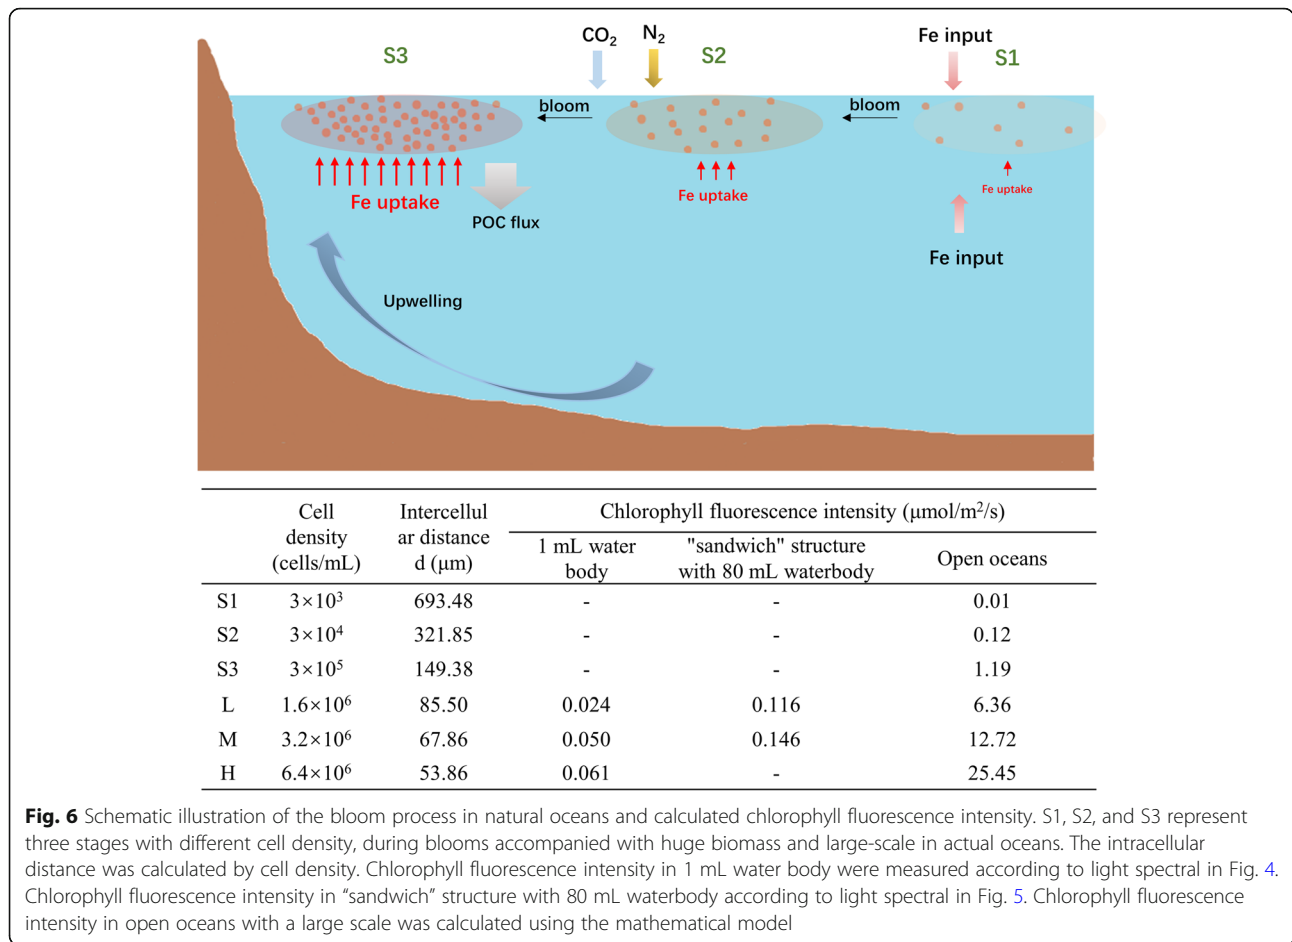 CO₂ N₂ Fe input
S3 S2 S1
bloom bloom
Fe uptake Fe uptake Fe uptake
POC flux
Fe input
Upwelling
Cell Intercellul Chlorophyll fluorescence intensity (μmol/m²/s)
density ar distance
(cells/mL) d (μm) 1 mL water "sandwich" structure Open oceans
body with 80 mL waterbody
S1 3×10³ 693.48 - - 0.01
S2 3×10⁴ 321.85 - - 0.12
S3 3×10⁵ 149.38 - - 1.19
L 1.6×10⁶ 85.50 0.024 0.116 6.36
M 3.2×10⁶ 67.86 0.050 0.146 12.72
H 6.4×10⁶ 53.86 0.061 - 25.45
Fig. 6 Schematic illustration of the bloom process in natural oceans and calculated chlorophyll fluorescence intensity. S1, S2, and S3 represent
three stages with different cell density, during blooms accompanied with huge biomass and large-scale in actual oceans. The intracellular
distance was calculated by cell density. Chlorophyll fluorescence intensity in 1 mL water body were measured according to light spectral in Fig. 4.
Chlorophyll fluorescence intensity in “sandwich” structure with 80 mL waterbody according to light spectral in Fig. 5. Chlorophyll fluorescence
intensity in open oceans with a large scale was calculated using the mathematical model